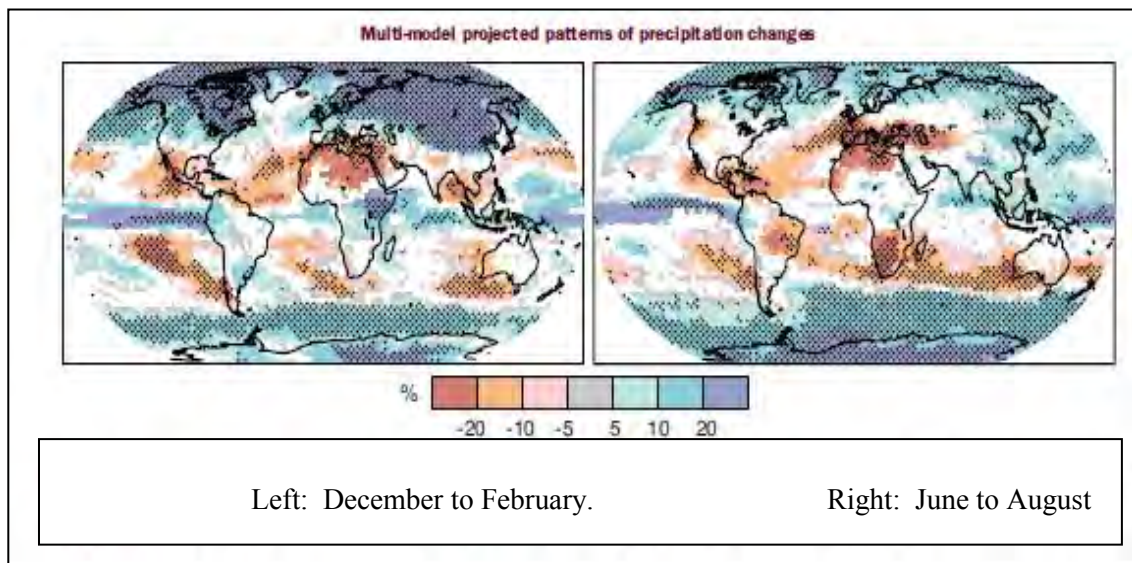 Multi-model projected patterns of precipitation changes
%
-20 -10 -5 5 10 20
Left: December to February. Right: June to August